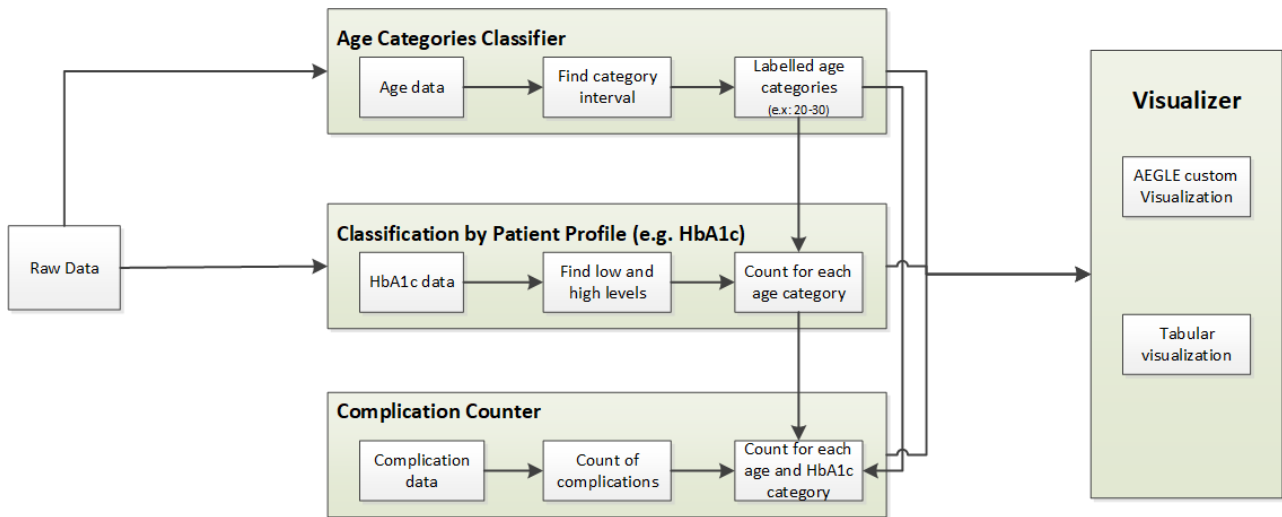 Raw Data
Age Categories Classifier
Age data
Find category
interval
Labelled age
categories
(e.x: 20-30)
Classification by Patient Profile (e.g. HbA1c)
HbA1c data
Find low and
high levels
Count for each
age category
Complication Counter
Complication
data
Count of
complications
Count for each
age and HbA1c
category
Visualizer
AEGLE custom
Visualization
Tabular
visualization